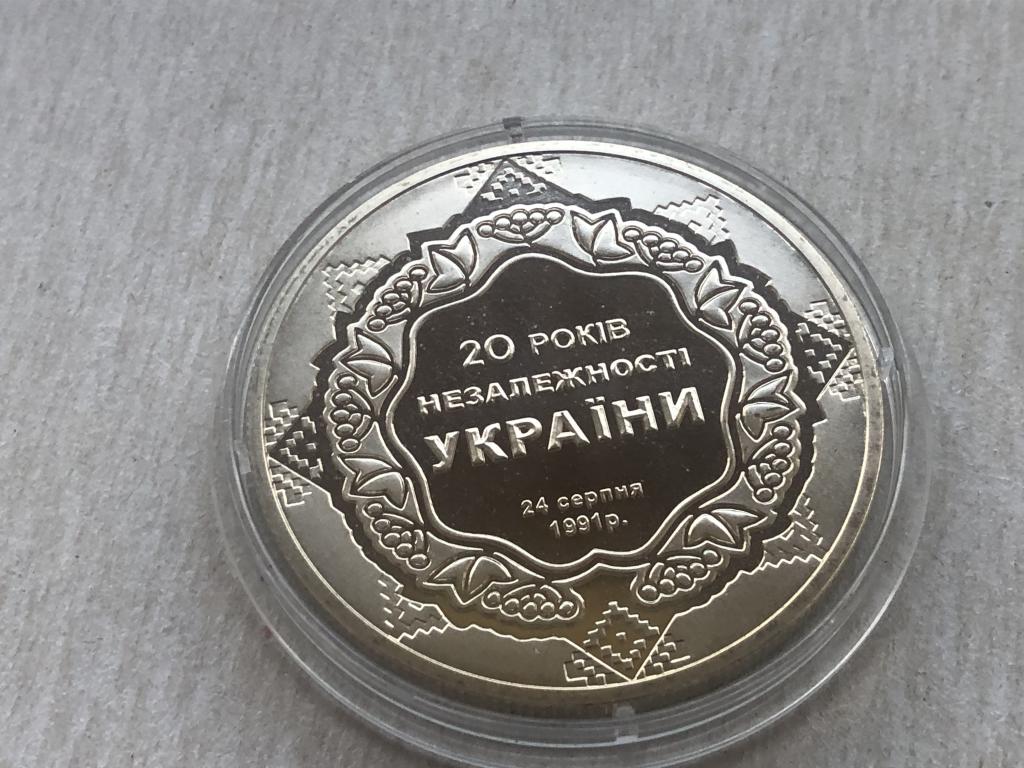 20 РОКІВ
НЕЗАЛЕЖНОСТІ
УКРАЇНИ
24 серпня
1991р.